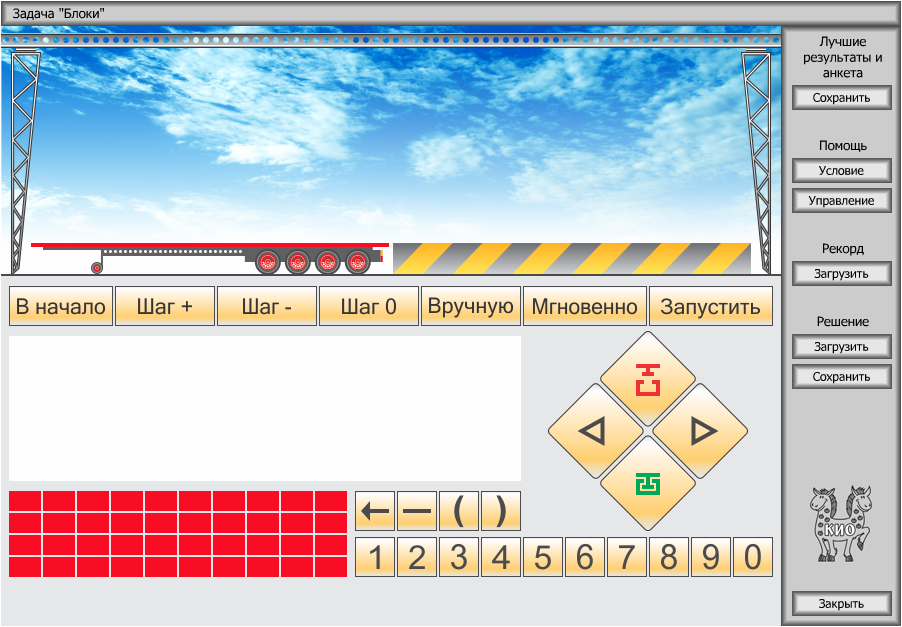 Задача "Блоки"
Лучшие
результаты и
анкета
Сохранить
Помощь
Условие
Управление
Рекорд
Загрузить
Решение
Загрузить
Сохранить
КИО
Закрыть
В начало
Шаг +
Шаг -
Шаг 0
Вручную
Мгновенно
Запустить
( )
1 2 3 4 5 6 7 8 9 0